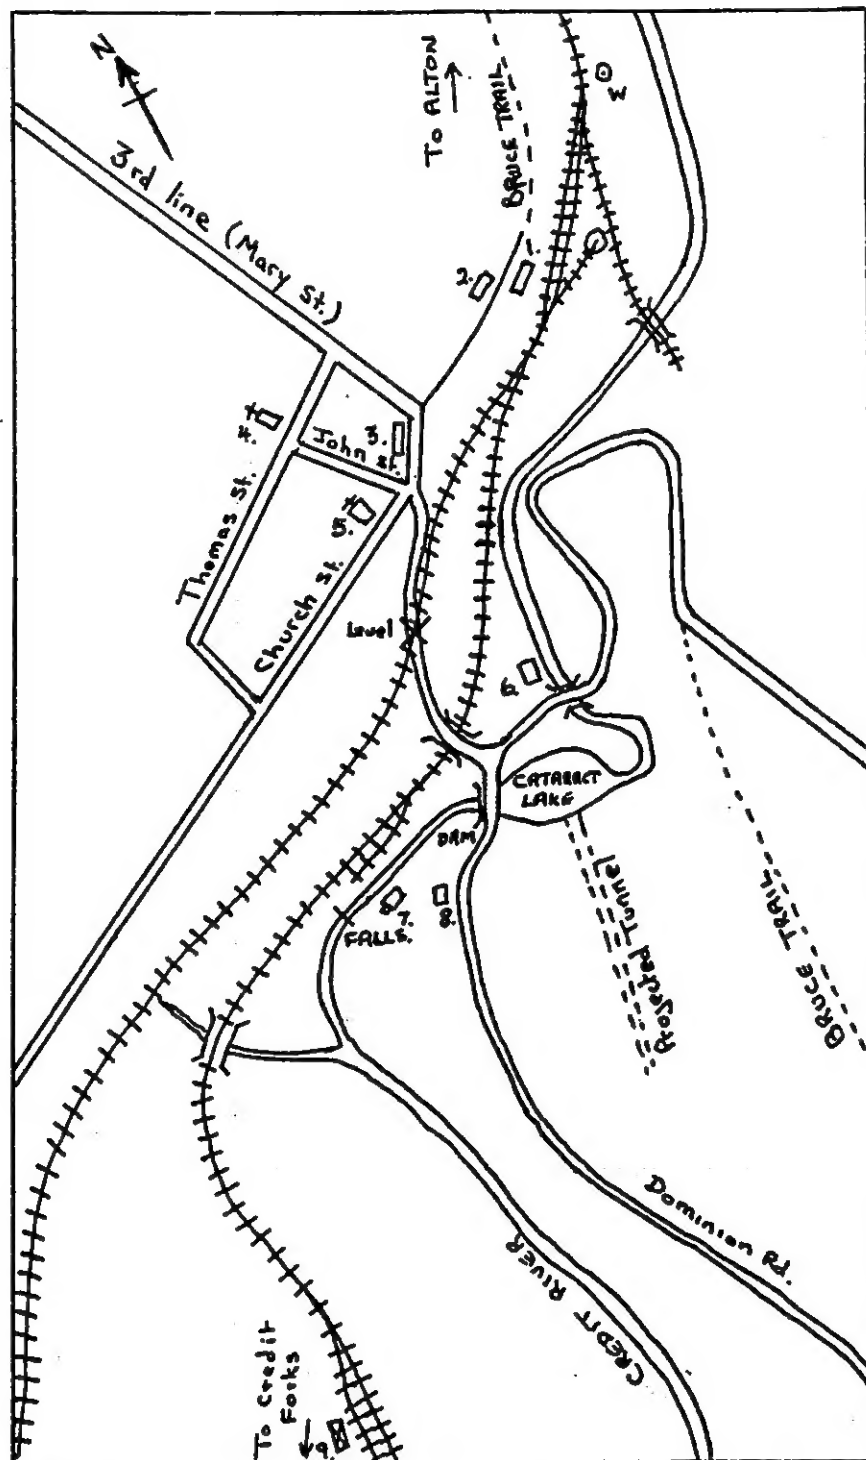 N
To ALTON
BRUCE TRAIL
W
3rd line (Mary St.)
2.
1.
4.
3.
John St.
Thomas St.
5.
Church St.
Level
6.
CATARACT
LAKE
DAM
7.
8.
FALLS.
Projected Tunnel
BRUCE TRAIL
Dominion Rd.
CREDIT RIVER
To Credit
Forks
9.